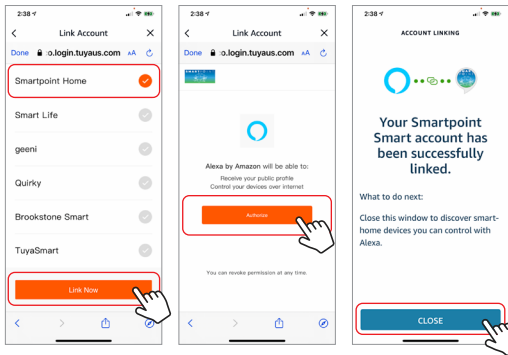 2:38
Link Account
Done
:o.login.tuyaus.com
AA
Smartpoint Home
Smart Life
geeni
Quirky
Brookstone Smart
TuyaSmart
Link Now
2:38
Link Account
Done
:o.login.tuyaus.com
AA
Alexa by Amazon will be able to:
Receive your public profile
Control your devices over internet
Authorize
You can revoke permission at any time.
2:38
ACCOUNT LINKING
Your Smartpoint
Smart account has
been successfully
linked.
What to do next:
Close this window to discover smart-
home devices you can control with
Alexa.
CLOSE